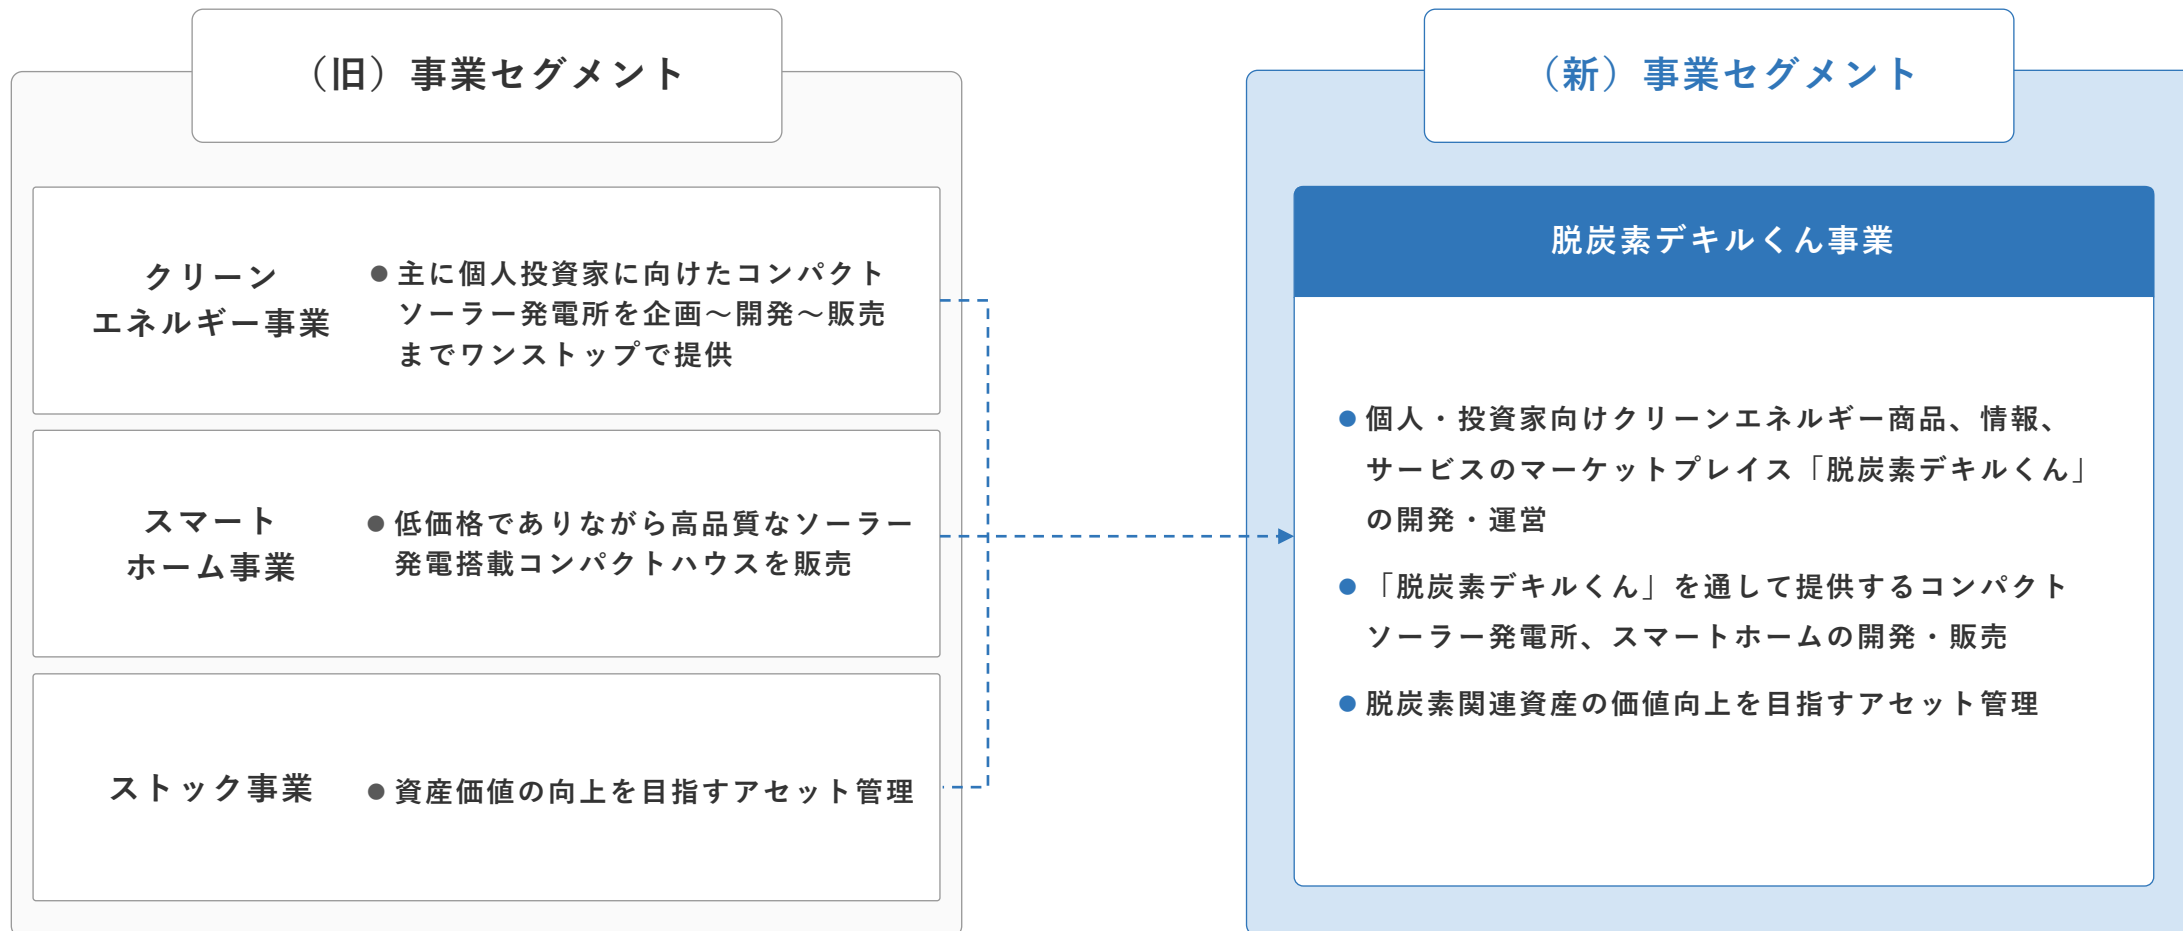 （旧）事業セグメント
クリーン
エネルギー事業
●主に個人投資家に向けたコンパクト
ソーラー発電所を企画～開発～販売
までワンストップで提供
スマート
ホーム事業
●低価格でありながら高品質なソーラー
発電搭載コンパクトハウスを販売
ストック事業
●資産価値の向上を目指すアセット管理
（新）事業セグメント
脱炭素デキルくん事業
●個人・投資家向けクリーンエネルギー商品、情報、
サービスのマーケットプレイス「脱炭素デキルくん」
の開発・運営
●「脱炭素デキルくん」を通して提供するコンパクト
ソーラー発電所、スマートホームの開発・販売
●脱炭素関連資産の価値向上を目指すアセット管理